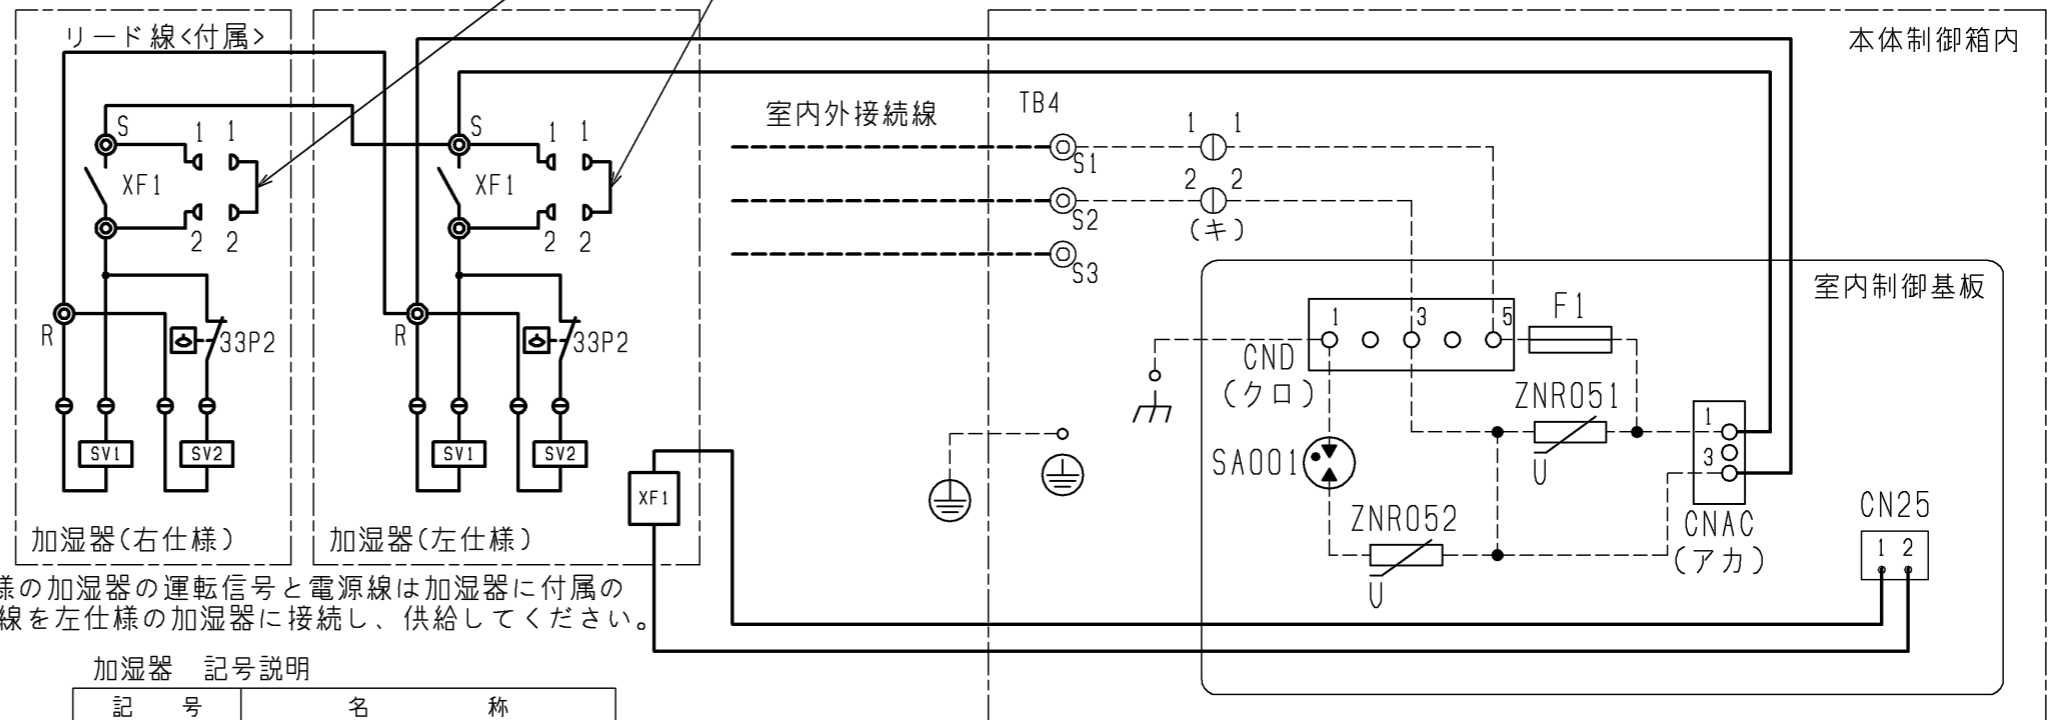 リード線<付属>
本体制御箱内
室内外接続線
TB4
S
1
1
S
1
1
1
1
XF1
XF1
S1
2
2
S2
(キ)
2
2
2
2
S3
室内制御基板
R
33P2
R
33P2
1
3
5
F1
CND
(クロ)
ZNR051
1
3
U
SA001
SV1
SV2
SV1
SV2
XF1
CN25
ZNR052
CNAC
(アカ)
1
2
U
加湿器(右仕様)
加湿器(左仕様)
様の加湿器の運転信号と電源線は加湿器に付属の
線を左仕様の加湿器に接続し、供給してください。
加湿器 記号説明
記号
名称